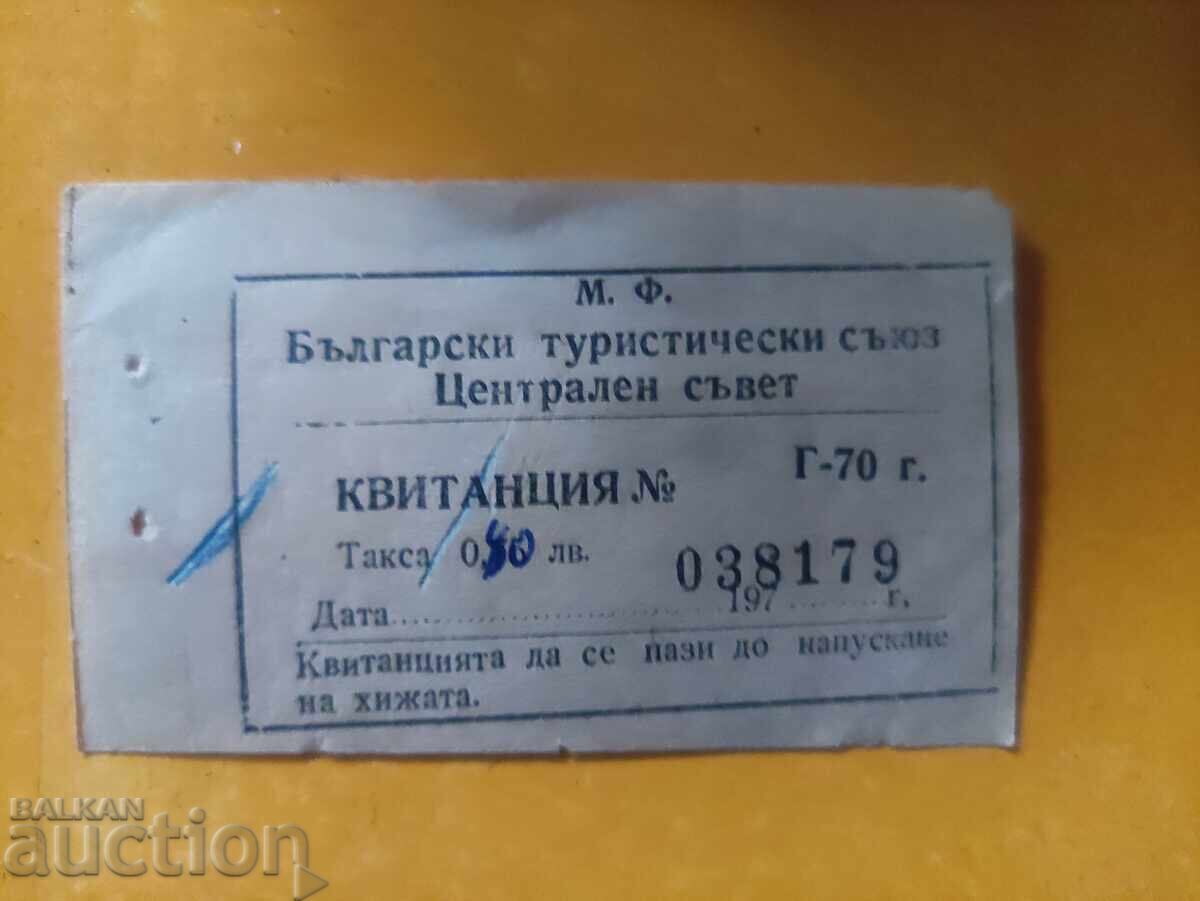 М. Ф.
Български туристически съюз
Централен съвет
Г-70 г.
КВИТАНЦИЯ №
Такса 0, лв.
038179
Дата..........197........г.
Квитанцията да се пази до напускане
на хижата.
BALKAN
auction